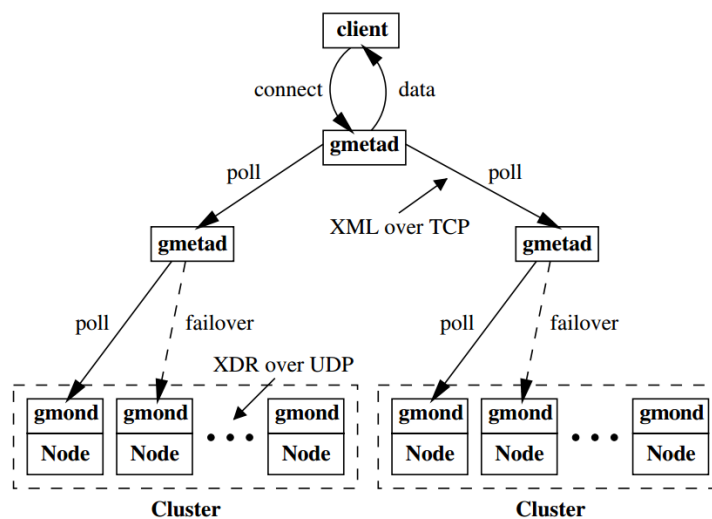 client
connect
data
gmetad
poll
poll
XML over TCP
gmetad
gmetad
poll
failover
poll
failover
XDR over UDP
gmond
gmond
gmond
gmond
gmond
gmond
Node
Node
• • •
Node
Node
Node
• • •
Node
Cluster
Cluster